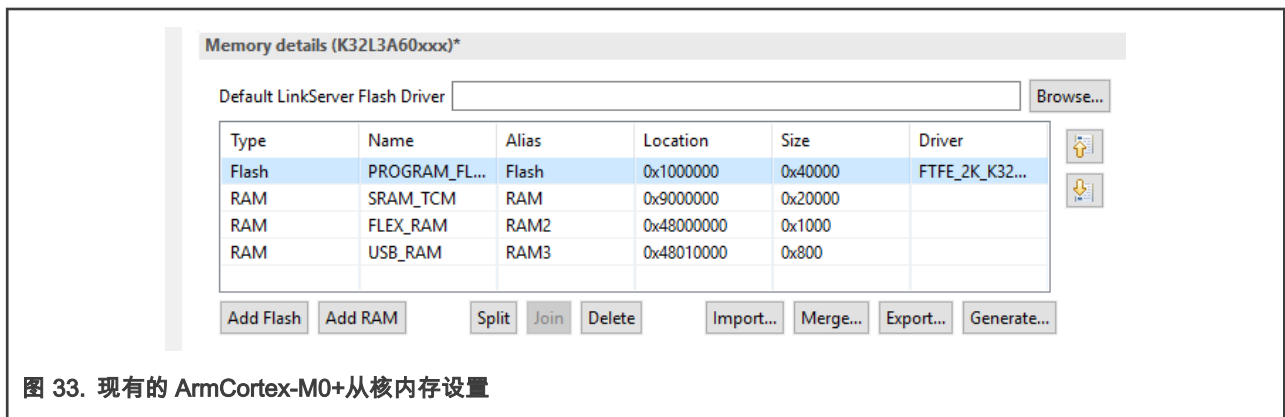 Memory details (K32L3A60xxx)*
Default LinkServer Flash Driver Browse...
Type Name Alias Location Size Driver
Flash PROGRAM_FL... Flash 0x1000000 0x40000 FTFE_2K_K32...
RAM SRAM_TCM RAM 0x9000000 0x20000
RAM FLEX_RAM RAM2 0x48000000 0x1000
RAM USB_RAM RAM3 0x48010000 0x800
Add Flash Add RAM Split Join Delete Import... Merge... Export... Generate...
图 33. 现有的 ArmCortex-M0+从核内存设置